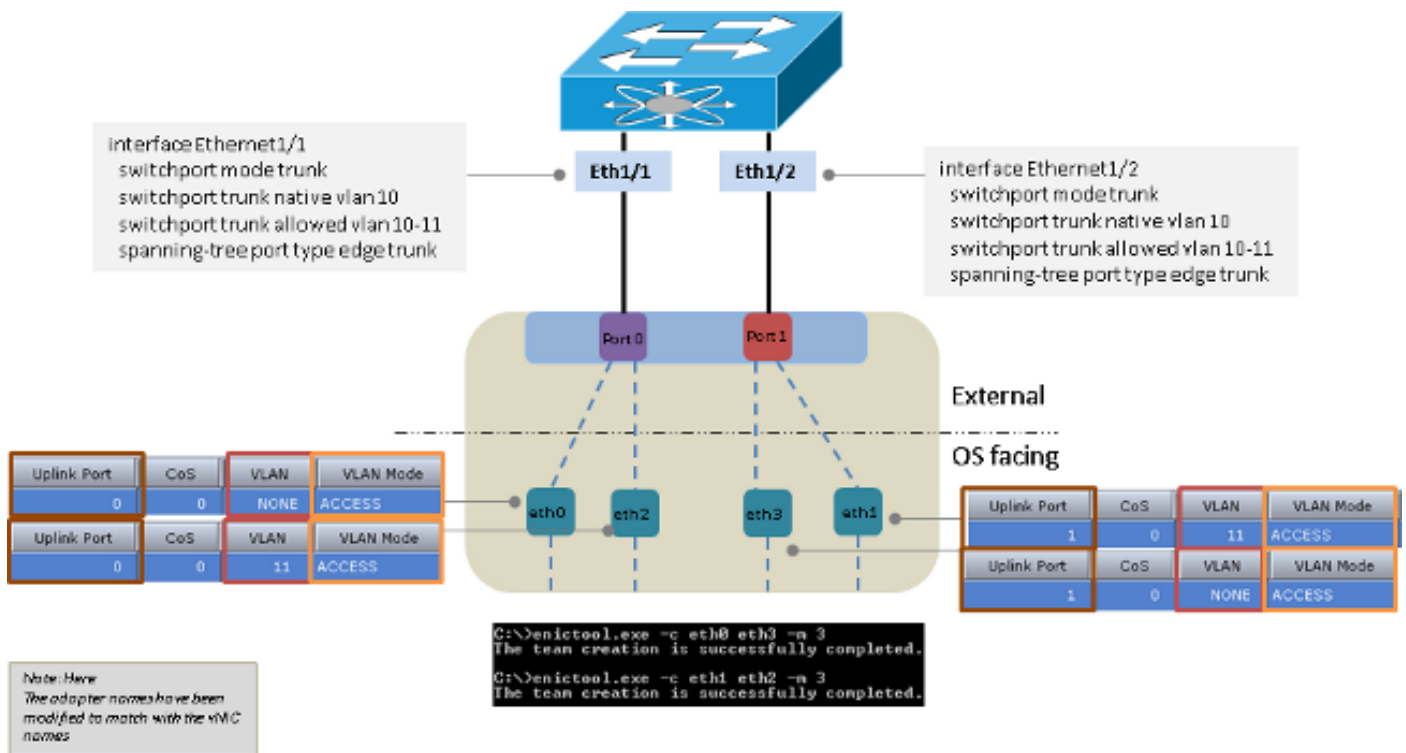 interface Ethernet1/1
switchport mode trunk
switchport trunk native vlan 10
switchport trunk allowed vlan 10-11
spanning-tree port type edge trunk
Eth1/1
Eth1/2
interface Ethernet1/2
switchport mode trunk
switchport trunk native vlan 10
switchport trunk allowed vlan 10-11
spanning-tree port type edge trunk
Port 0
Port 1
External
OS facing
Uplink Port CoS VLAN VLAN Mode
0 0 NONE ACCESS
Uplink Port CoS VLAN VLAN Mode
0 0 11 ACCESS
eth0
eth2
eth3
eth1
Uplink Port CoS VLAN VLAN Mode
1 0 11 ACCESS
Uplink Port CoS VLAN VLAN Mode
1 0 NONE ACCESS
C:\>enictool.exe -c eth0 eth3 -m 3
The team creation is successfully completed.
C:\>enictool.exe -c eth1 eth2 -m 3
The team creation is successfully completed.
Note: Here
The adapter names have been
modified to match with the vNIC
names